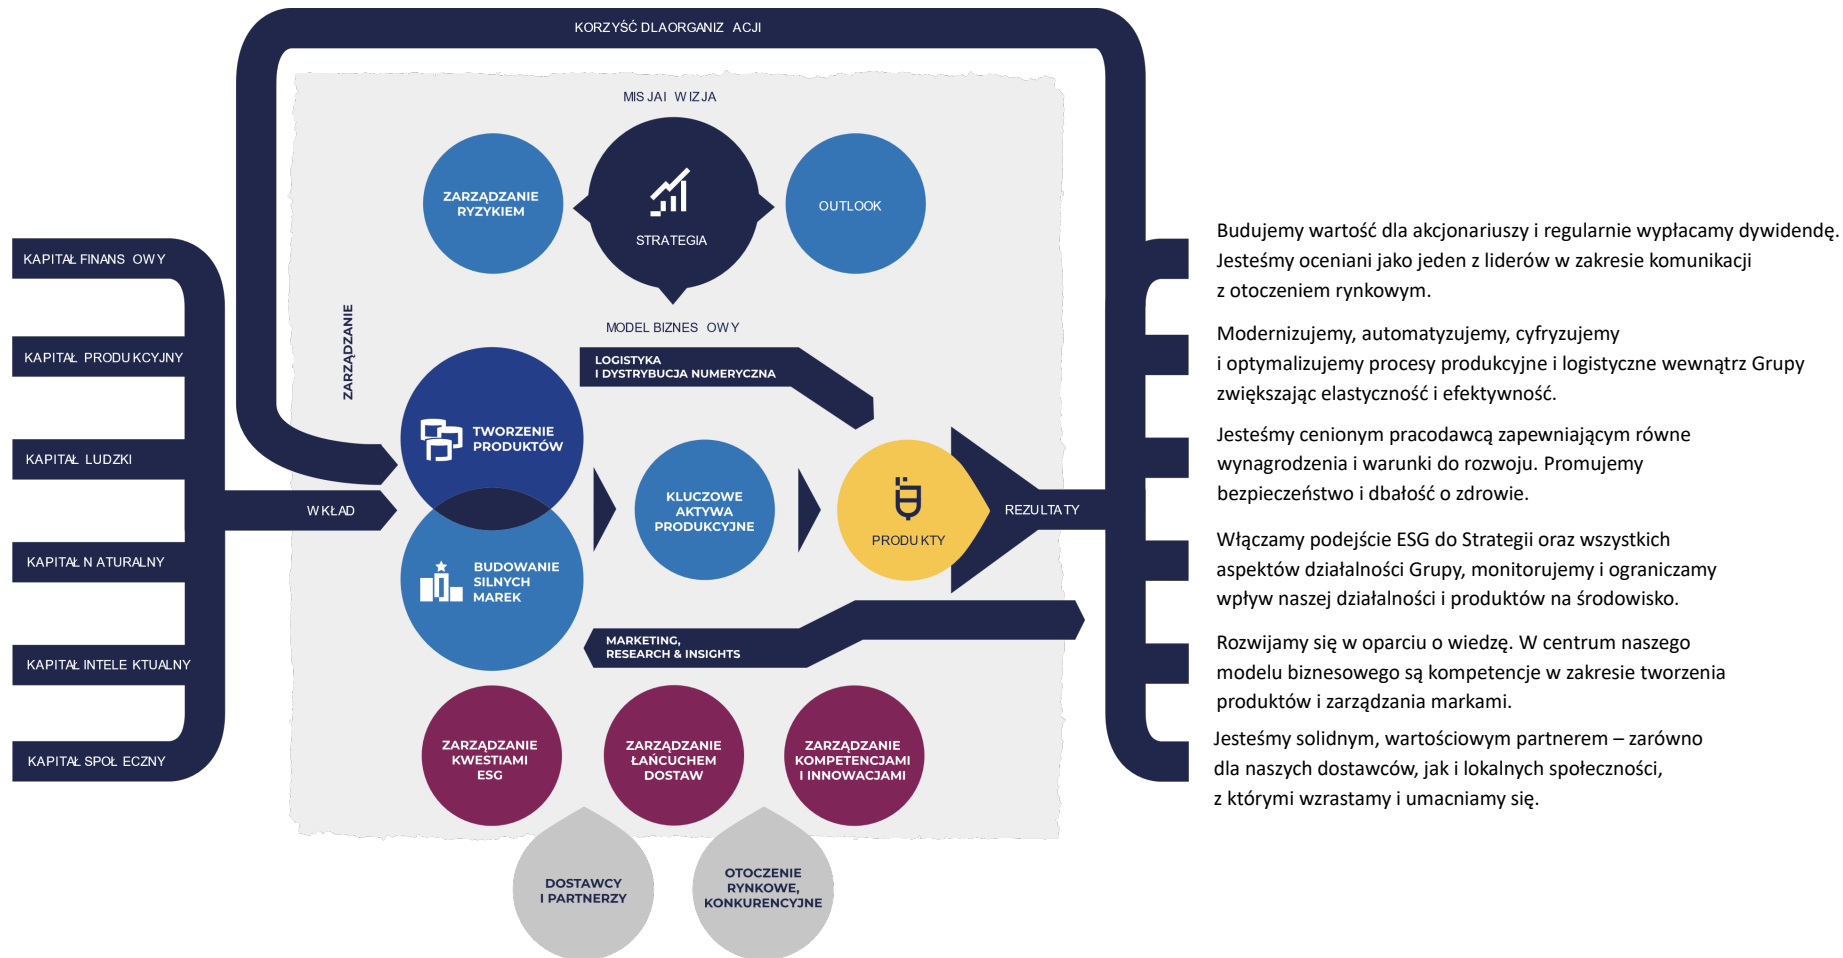 KORZYŚĆ DLAORGANIZ ACJI
MIS JAI W IZJA
ZARZĄDZANIE
RYZYKIEM
STRATEGIA
OUTLOOK
KAPITAŁ FINANS OWY
KAPITAŁ PRODU KCYJNY
KAPITAŁ LUDZKI
KAPITAŁ N ATURALNY
KAPITAŁ INTELE KTUALNY
KAPITAŁ SPOŁ ECZNY
ZARZĄDZANIE
MODEL BIZNES OWY
LOGISTYKA
I DYSTRYBUCJA NUMERYCZNA
W KŁAD
TWORZENIE
PRODUKTÓW
BUDOWANIE
SILNYCH
MAREK
KLUCZOWE
AKTYWA
PRODUKCYJNE
PRODU KTY
REZULTA TY
MARKETING,
RESEARCH & INSIGHTS
ZARZĄDZANIE
KWESTIAMI
ESG
ZARZĄDZANIE
ŁAŃCUCHEM
DOSTAW
ZARZĄDZANIE
KOMPETENCJAMI
I INNOWACJAMI
DOSTAWCY
I PARTNERZY
OTOCZENIE
RYNKOWE,
KONKURENCYJNE
Budujemy wartość dla akcjonariuszy i regularnie wypłacamy dywidendę.
Jesteśmy oceniani jako jeden z liderów w zakresie komunikacji
z otoczeniem rynkowym.
Modernizujemy, automatyzujemy, cyfryzujemy
i optymalizujemy procesy produkcyjne i logistyczne wewnątrz Grupy
zwiększając elastyczność i efektywność.
Jesteśmy cenionym pracodawcą zapewniającym równe
wynagrodzenia i warunki do rozwoju. Promujemy
bezpieczeństwo i dbałość o zdrowie.
Włączamy podejście ESG do Strategii oraz wszystkich
aspektów działalności Grupy, monitorujemy i ograniczamy
wpływ naszej działalności i produktów na środowisko.
Rozwijamy się w oparciu o wiedzę. W centrum naszego
modelu biznesowego są kompetencje w zakresie tworzenia
produktów i zarządzania markami.
Jesteśmy solidnym, wartościowym partnerem – zarówno
dla naszych dostawców, jak i lokalnych społeczności,
z którymi wzrastamy i umacniamy się.